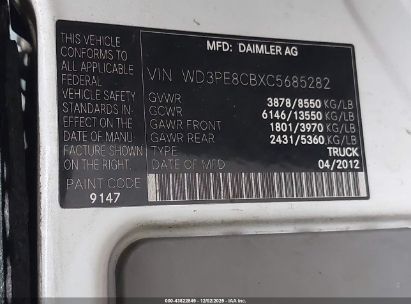 THIS VEHICLE
CONFORMS TO
ALL APPLICABLE
U.S. FEDERAL
MOTOR
VEHICLE SAFETY
STANDARDS IN-
EFFECT ON THE
DATE OF MANU-
FACTURE SHOWN
ON THE RIGHT.
PAINT CODE
9147
MFD: DAIMLER AG
VIN WD3PE8CBXC5685282
GVWR 3878/8550 KG/LB
GCWR 6146/13550 KG/LB
GAWR FRONT 1801/3970 KG/LB
GAWR REAR 2431/5360 KG/LB
TYPE TRUCK
DATE OF MFD 04/2012